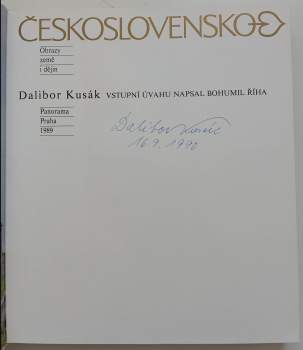 ČESKOSLOVENSKO
Obrazy
země
i dějin
Dalibor Kusák VSTUPNÍ ÚVAHU NAPSAL BOHUMIL ŘÍHA
Panorama
Praha
1989
Dalibor Kusák
16.9.1990